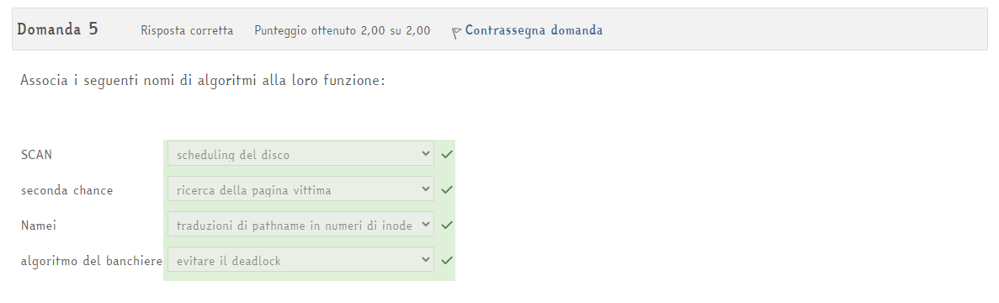 Domanda 5 Risposta corretta Punteggio ottenuto 2,00 su 2,00 Contrassegna domanda
Associa i seguenti nomi di algoritmi alla loro funzione:
SCAN scheduling del disco
seconda chance ricerca della pagina vittima
Namei traduzioni di pathname in numeri di inode
algoritmo del banchiere evitare il deadlock